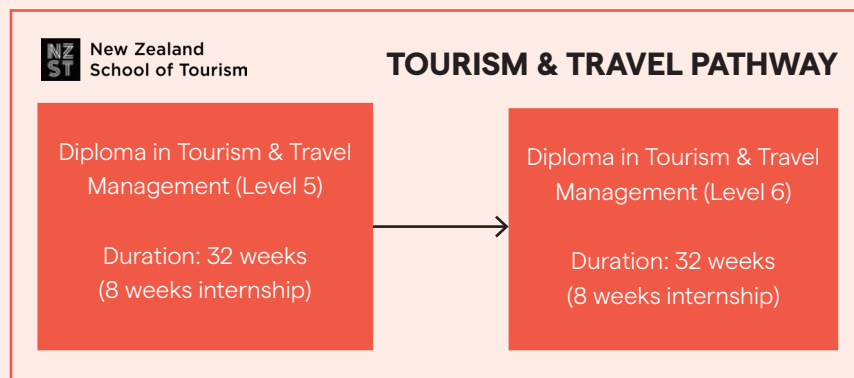 NZ
ST
New Zealand
School of Tourism
TOURISM & TRAVEL PATHWAY
Diploma in Tourism & Travel
Management (Level 5)
Duration: 32 weeks
(8 weeks internship)
Diploma in Tourism & Travel
Management (Level 6)
Duration: 32 weeks
(8 weeks internship)